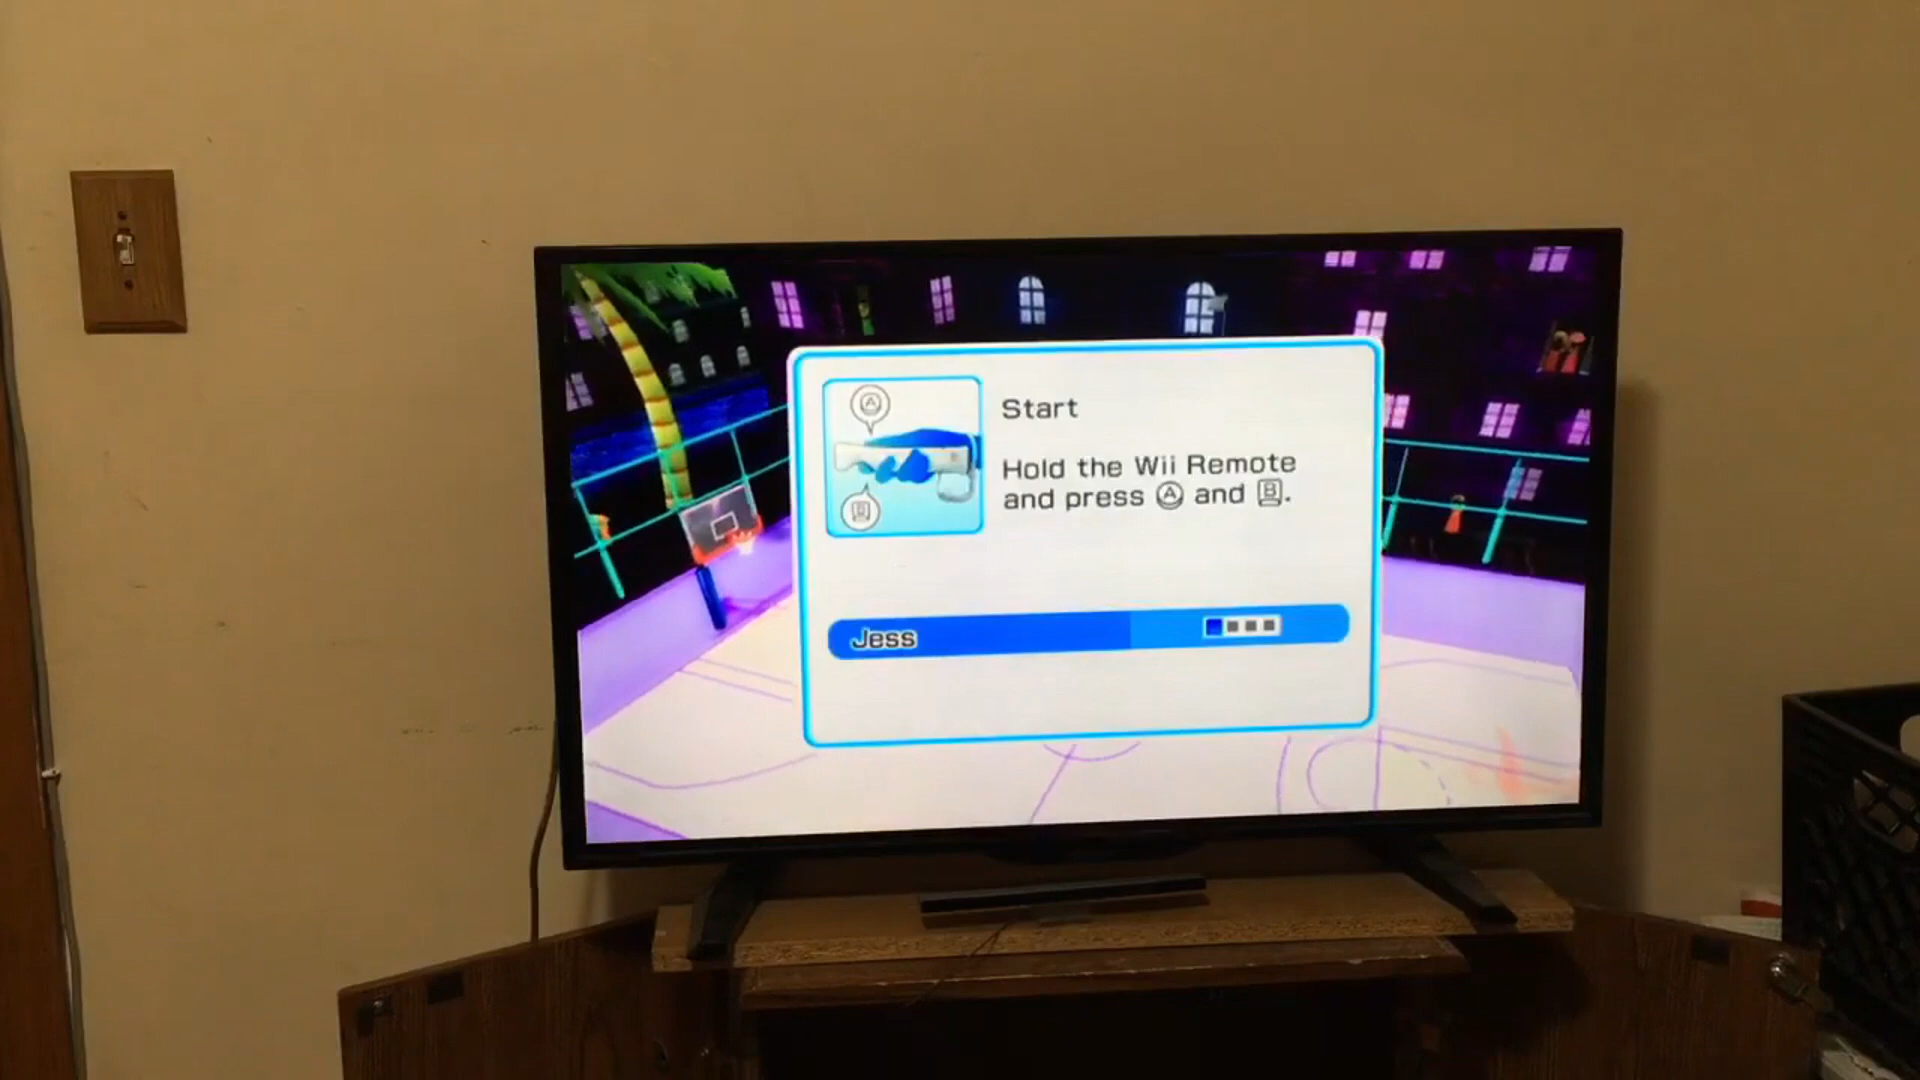 A
B
Start
Hold the Wii Remote
and press A and B.
Jess